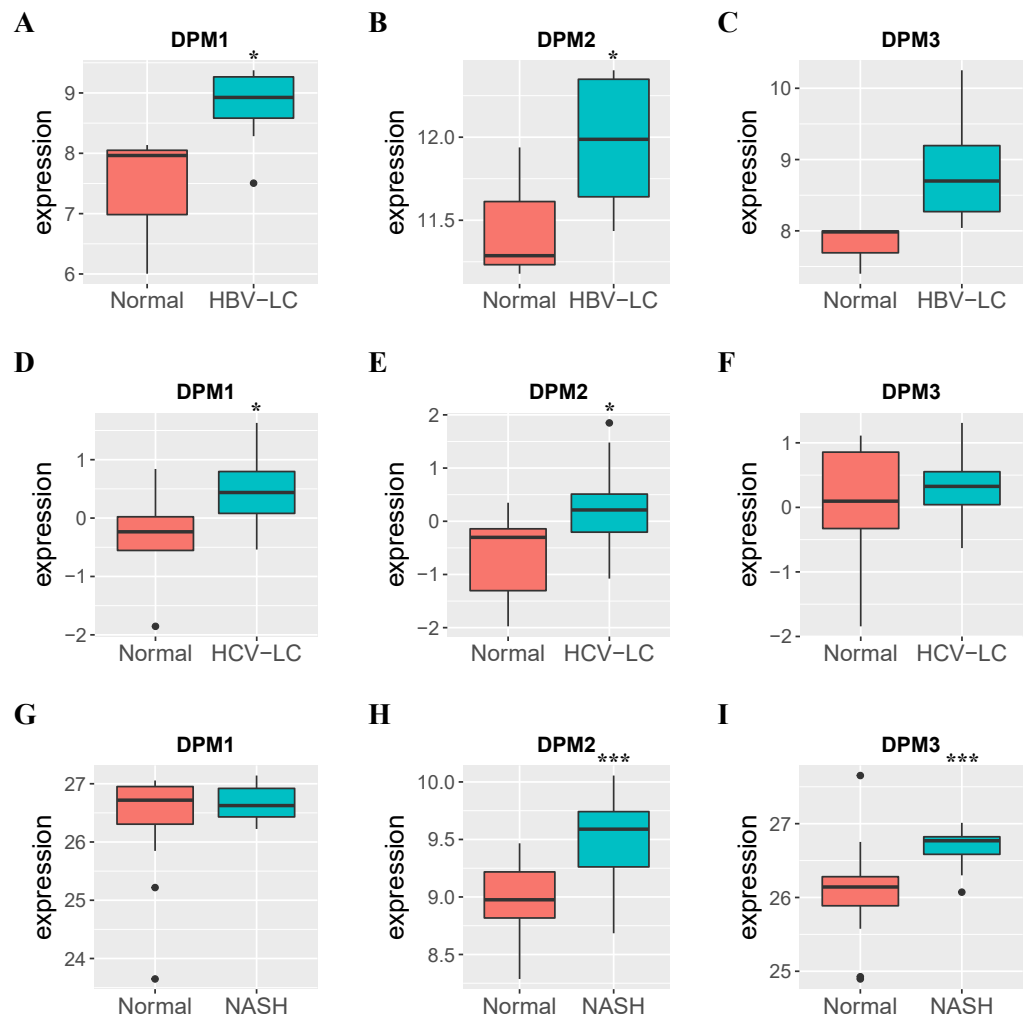 A
DPM1
*
expression
9
8
7
6
Normal HBV−LC
B
DPM2
*
expression
12.0
11.5
Normal HBV−LC
C
DPM3
expression
10
9
8
Normal HBV−LC
D
DPM1
*
expression
1
0
−1
−2
Normal HCV−LC
E
DPM2
*
expression
2
1
0
−1
−2
Normal HCV−LC
F
DPM3
expression
1
0
−1
−2
Normal HCV−LC
G
DPM1
expression
27
26
25
24
Normal NASH
H
DPM2
***
expression
10.0
9.5
9.0
8.5
Normal NASH
I
DPM3
***
expression
27
26
25
Normal NASH